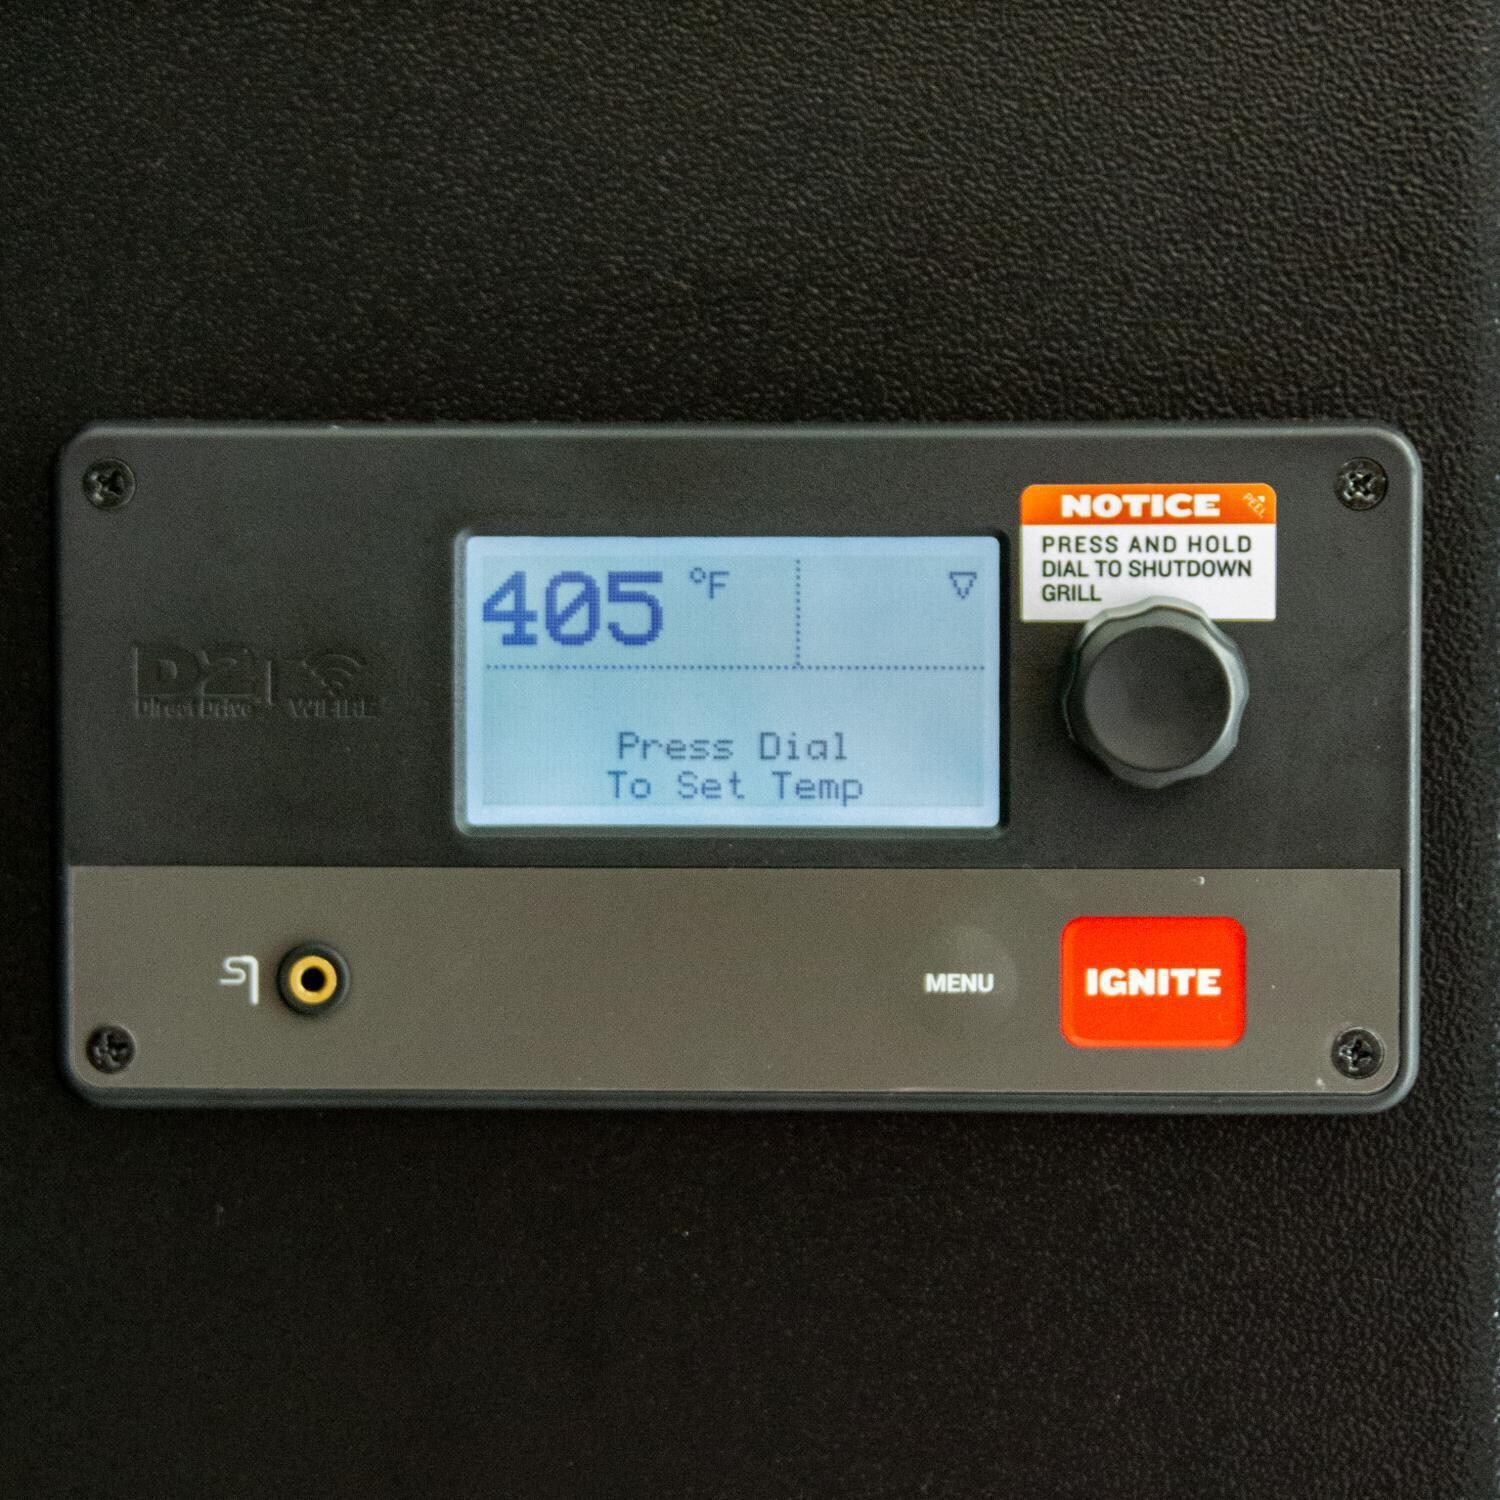 NOTICE
PEEL
PRESS AND HOLD
DIAL TO SHUTDOWN
GRILL
405 °F
Press Dial
To Set Temp
D2
Direct Drive
WiFIRE
MENU
IGNITE